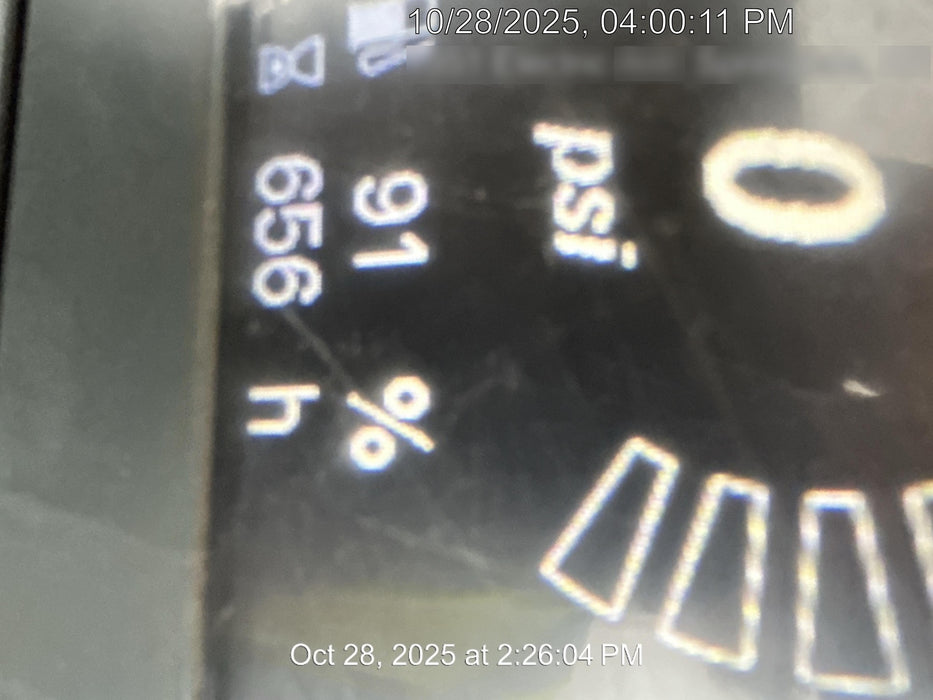 10/28/2025, 04:00:11 PM
0
psi
91 %
656 h
Oct 28, 2025 at 2:26:04 PM